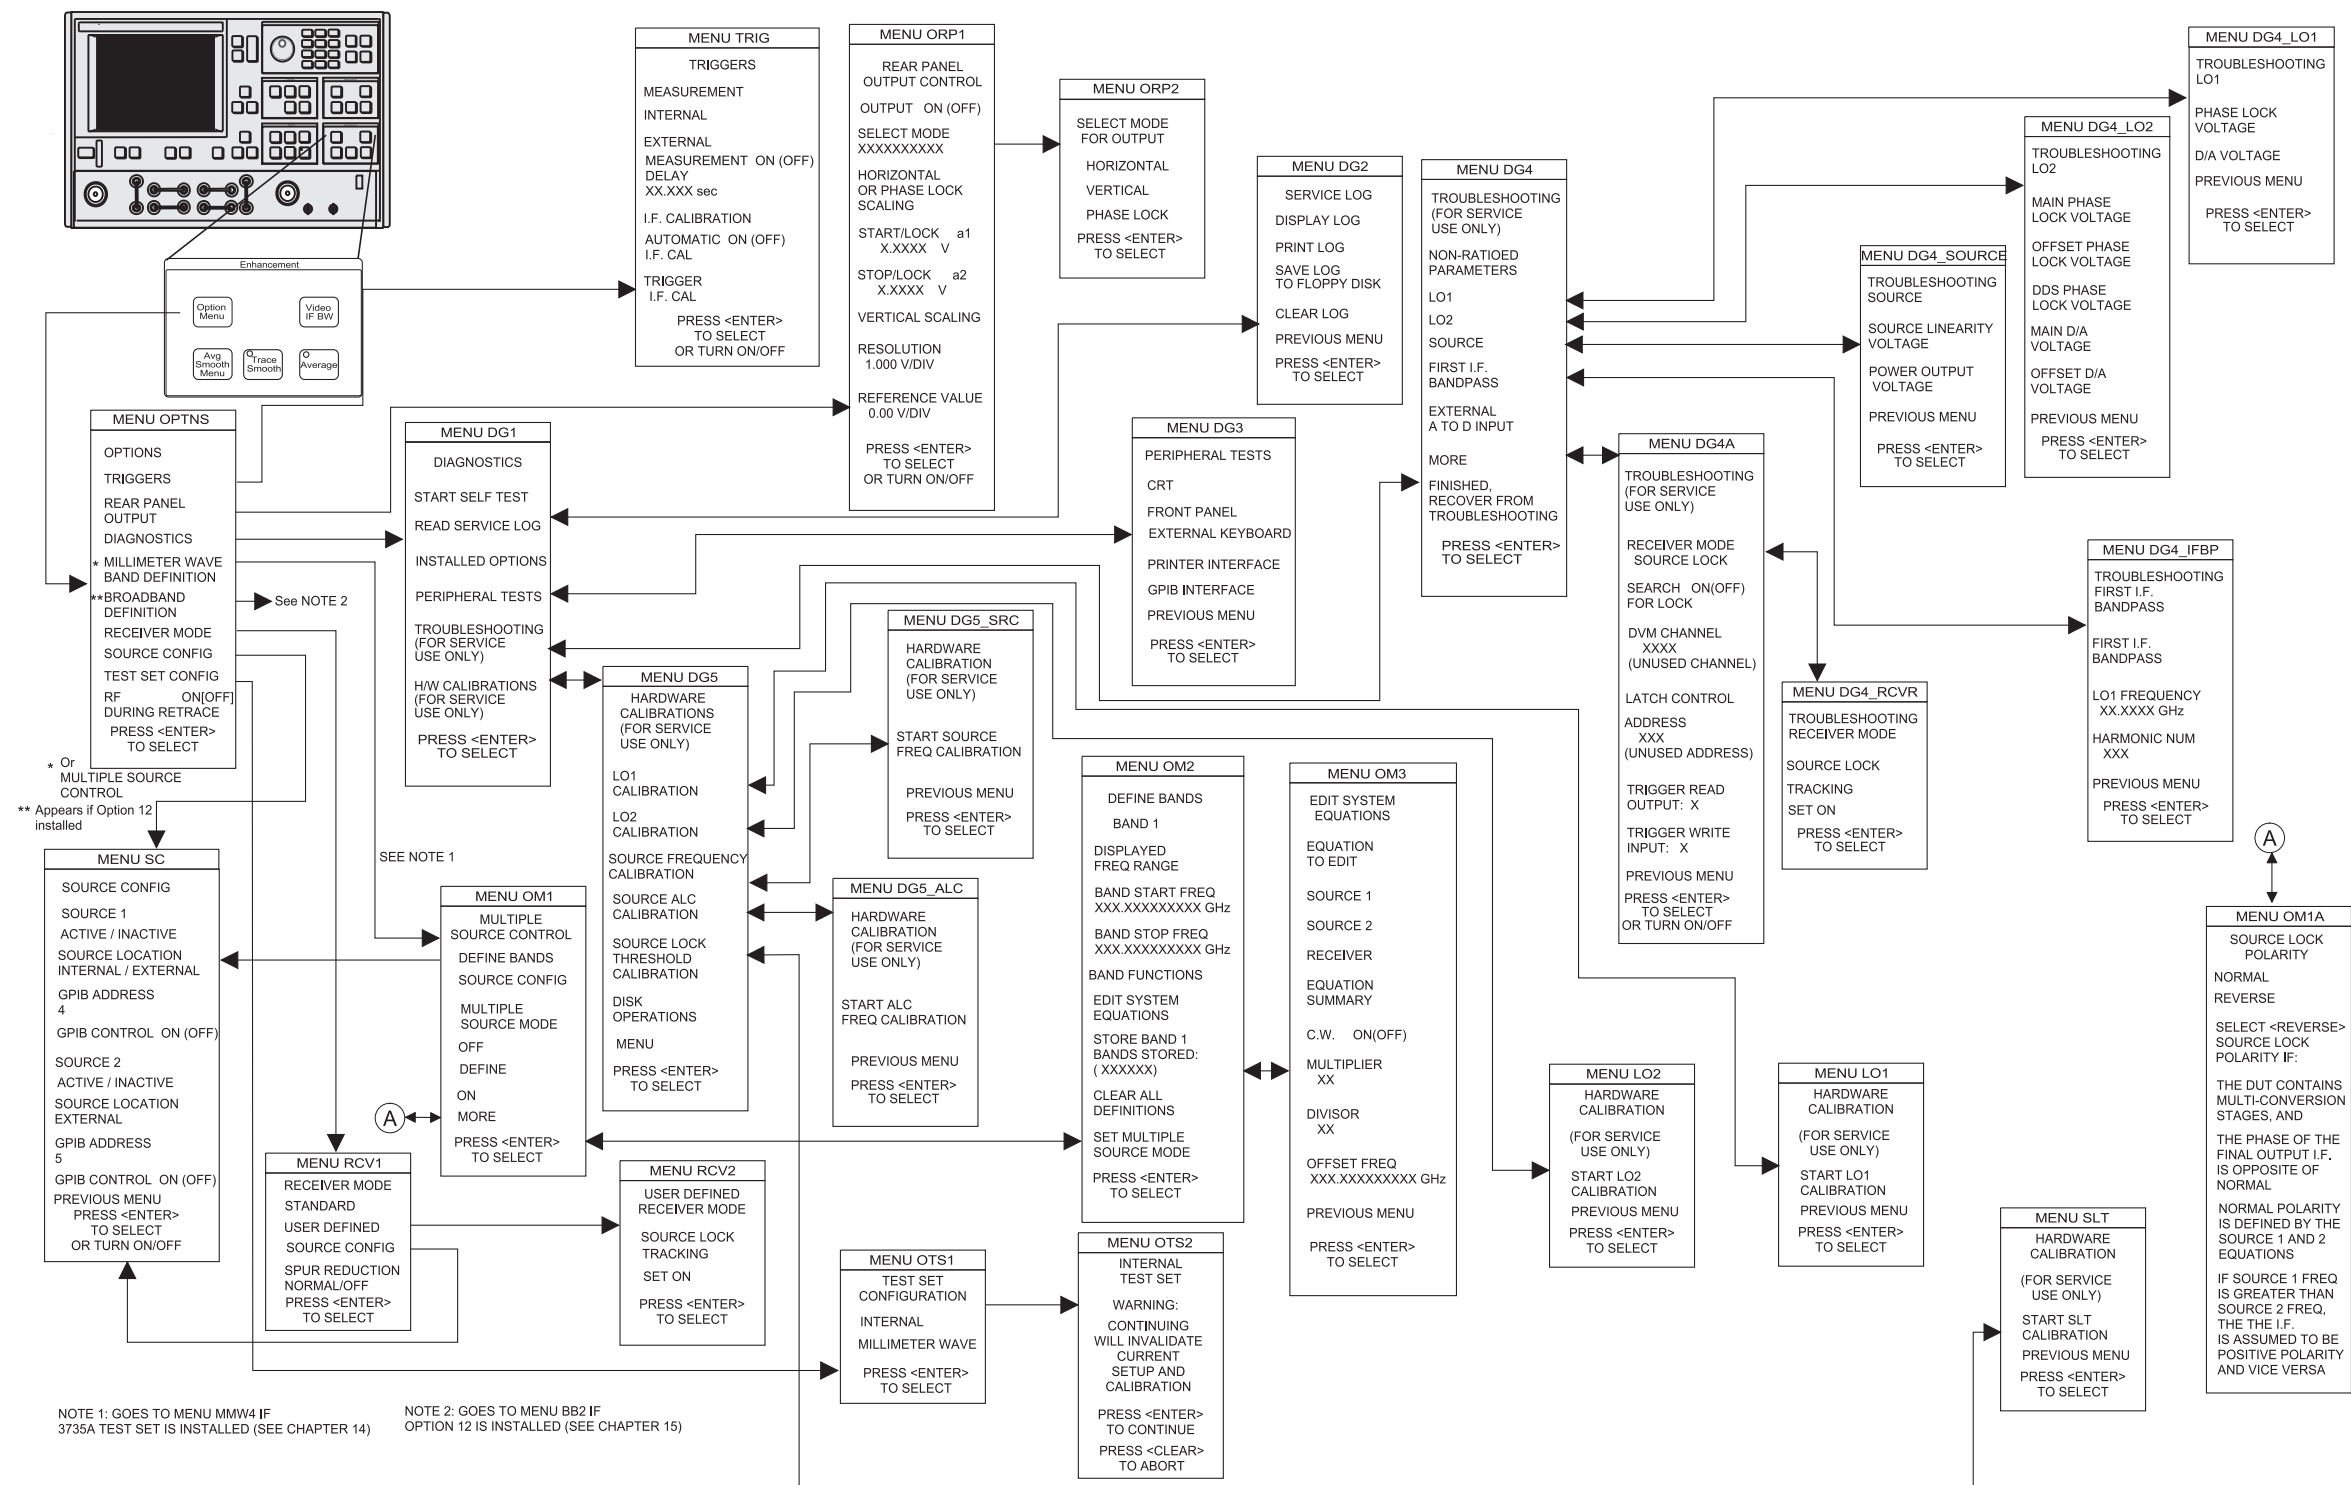 Enhancement
Option
Menu
Video
IF BW
Avg
Smooth
Menu
Trace
Smooth
Average
MENU OPTNS
OPTIONS
TRIGGERS
REAR PANEL
OUTPUT
DIAGNOSTICS
* MILLIMETER WAVE
BAND DEFINITION
**BROADBAND
DEFINITION
RECEIVER MODE
SOURCE CONFIG
TEST SET CONFIG
RF ON[OFF]
DURING RETRACE
PRESS <ENTER>
TO SELECT
See NOTE 2
* Or
MULTIPLE SOURCE
CONTROL
** Appears if Option 12
installed
MENU SC
SOURCE CONFIG
SOURCE 1
ACTIVE / INACTIVE
SOURCE LOCATION
INTERNAL / EXTERNAL
GPIB ADDRESS
4
GPIB CONTROL ON (OFF)
SOURCE 2
ACTIVE / INACTIVE
SOURCE LOCATION
EXTERNAL
GPIB ADDRESS
5
GPIB CONTROL ON (OFF)
PREVIOUS MENU
PRESS <ENTER>
TO SELECT
OR TURN ON/OFF
MENU TRIG
TRIGGERS
MEASUREMENT
INTERNAL
EXTERNAL
MEASUREMENT ON (OFF)
DELAY
XX.XXX sec
I.F. CALIBRATION
AUTOMATIC ON (OFF)
I.F. CAL
TRIGGER
I.F. CAL
PRESS <ENTER>
TO SELECT
OR TURN ON/OFF
MENU ORP1
REAR PANEL
OUTPUT CONTROL
OUTPUT ON (OFF)
SELECT MODE
XXXXXXXXXX
HORIZONTAL
OR PHASE LOCK
SCALING
START/LOCK a1
X.XXXX V
STOP/LOCK a2
X.XXXX V
VERTICAL SCALING
RESOLUTION
1.000 V/DIV
REFERENCE VALUE
0.00 V/DIV
PRESS <ENTER>
TO SELECT
OR TURN ON/OFF
MENU ORP2
SELECT MODE
FOR OUTPUT
HORIZONTAL
VERTICAL
PHASE LOCK
PRESS <ENTER>
TO SELECT
MENU DG1
DIAGNOSTICS
START SELF TEST
READ SERVICE LOG
INSTALLED OPTIONS
PERIPHERAL TESTS
TROUBLESHOOTING
(FOR SERVICE
USE ONLY)
H/W CALIBRATIONS
(FOR SERVICE
USE ONLY)
PRESS <ENTER>
TO SELECT
MENU DG2
SERVICE LOG
DISPLAY LOG
PRINT LOG
SAVE LOG
TO FLOPPY DISK
CLEAR LOG
PREVIOUS MENU
PRESS <ENTER>
TO SELECT
MENU DG3
PERIPHERAL TESTS
CRT
FRONT PANEL
EXTERNAL KEYBOARD
PRINTER INTERFACE
GPIB INTERFACE
PREVIOUS MENU
PRESS <ENTER>
TO SELECT
MENU DG4
TROUBLESHOOTING
(FOR SERVICE
USE ONLY)
NON-RATIOED
PARAMETERS
LO1
LO2
SOURCE
FIRST I.F.
BANDPASS
EXTERNAL
A TO D INPUT
MORE
FINISHED,
RECOVER FROM
TROUBLESHOOTING
PRESS <ENTER>
TO SELECT
MENU DG4_LO1
TROUBLESHOOTING
LO1
PHASE LOCK
VOLTAGE
D/A VOLTAGE
PREVIOUS MENU
PRESS <ENTER>
TO SELECT
MENU DG4_LO2
TROUBLESHOOTING
LO2
MAIN PHASE
LOCK VOLTAGE
OFFSET PHASE
LOCK VOLTAGE
DDS PHASE
LOCK VOLTAGE
MAIN D/A
VOLTAGE
OFFSET D/A
VOLTAGE
PREVIOUS MENU
PRESS <ENTER>
TO SELECT
MENU DG4_SOURCE
TROUBLESHOOTING
SOURCE
SOURCE LINEARITY
VOLTAGE
POWER OUTPUT
VOLTAGE
PREVIOUS MENU
PRESS <ENTER>
TO SELECT
MENU DG4A
TROUBLESHOOTING
(FOR SERVICE
USE ONLY)
RECEIVER MODE
SOURCE LOCK
SEARCH ON(OFF)
FOR LOCK
DVM CHANNEL
XXXX
(UNUSED CHANNEL)
LATCH CONTROL
ADDRESS
XXX
(UNUSED ADDRESS)
TRIGGER READ
OUTPUT: X
TRIGGER WRITE
INPUT: X
PREVIOUS MENU
PRESS <ENTER>
TO SELECT
OR TURN ON/OFF
MENU DG4_RCVR
TROUBLESHOOTING
RECEIVER MODE
SOURCE LOCK
TRACKING
SET ON
PRESS <ENTER>
TO SELECT
MENU DG4_IFBP
TROUBLESHOOTING
FIRST I.F.
BANDPASS
FIRST I.F.
BANDPASS
LO1 FREQUENCY
XX.XXXX GHz
HARMONIC NUM
XXX
PREVIOUS MENU
PRESS <ENTER>
TO SELECT
MENU DG5
HARDWARE
CALIBRATIONS
(FOR SERVICE
USE ONLY)
LO1
CALIBRATION
LO2
CALIBRATION
SOURCE FREQUENCY
CALIBRATION
SOURCE ALC
CALIBRATION
SOURCE LOCK
THRESHOLD
CALIBRATION
DISK
OPERATIONS
MENU
PRESS <ENTER>
TO SELECT
MENU DG5_SRC
HARDWARE
CALIBRATION
(FOR SERVICE
USE ONLY)
START SOURCE
FREQ CALIBRATION
PREVIOUS MENU
PRESS <ENTER>
TO SELECT
MENU DG5_ALC
HARDWARE
CALIBRATION
(FOR SERVICE
USE ONLY)
START ALC
FREQ CALIBRATION
PREVIOUS MENU
PRESS <ENTER>
TO SELECT
SEE NOTE 1
MENU OM1
MULTIPLE
SOURCE CONTROL
DEFINE BANDS
SOURCE CONFIG
MULTIPLE
SOURCE MODE
OFF
DEFINE
ON
MORE
PRESS <ENTER>
TO SELECT
A
MENU OM2
DEFINE BANDS
BAND 1
DISPLAYED
FREQ RANGE
BAND START FREQ
XXX.XXXXXXXXX GHz
BAND STOP FREQ
XXX.XXXXXXXXX GHz
BAND FUNCTIONS
EDIT SYSTEM
EQUATIONS
STORE BAND 1
BANDS STORED:
( XXXXXX)
CLEAR ALL
DEFINITIONS
SET MULTIPLE
SOURCE MODE
PRESS <ENTER>
TO SELECT
MENU OM3
EDIT SYSTEM
EQUATIONS
EQUATION
TO EDIT
SOURCE 1
SOURCE 2
RECEIVER
EQUATION
SUMMARY
C.W. ON(OFF)
MULTIPLIER
XX
DIVISOR
XX
OFFSET FREQ
XXX.XXXXXXXXX GHz
PREVIOUS MENU
PRESS <ENTER>
TO SELECT
MENU RCV1
RECEIVER MODE
STANDARD
USER DEFINED
SOURCE CONFIG
SPUR REDUCTION
NORMAL/OFF
PRESS <ENTER>
TO SELECT
MENU RCV2
USER DEFINED
RECEIVER MODE
SOURCE LOCK
TRACKING
SET ON
PRESS <ENTER>
TO SELECT
MENU OTS1
TEST SET
CONFIGURATION
INTERNAL
MILLIMETER WAVE
PRESS <ENTER>
TO SELECT
MENU OTS2
INTERNAL
TEST SET
WARNING:
CONTINUING
WILL INVALIDATE
CURRENT
SETUP AND
CALIBRATION
PRESS <ENTER>
TO CONTINUE
PRESS <CLEAR>
TO ABORT
MENU LO2
HARDWARE
CALIBRATION
(FOR SERVICE
USE ONLY)
START LO2
CALIBRATION
PREVIOUS MENU
PRESS <ENTER>
TO SELECT
MENU LO1
HARDWARE
CALIBRATION
(FOR SERVICE
USE ONLY)
START LO1
CALIBRATION
PREVIOUS MENU
PRESS <ENTER>
TO SELECT
MENU SLT
HARDWARE
CALIBRATION
(FOR SERVICE
USE ONLY)
START SLT
CALIBRATION
PREVIOUS MENU
PRESS <ENTER>
TO SELECT
A
MENU OM1A
SOURCE LOCK
POLARITY
NORMAL
REVERSE
SELECT <REVERSE>
SOURCE LOCK
POLARITY IF:
THE DUT CONTAINS
MULTI-CONVERSION
STAGES, AND
THE PHASE OF THE
FINAL OUTPUT I.F.
IS OPPOSITE OF
NORMAL
NORMAL POLARITY
IS DEFINED BY THE
SOURCE 1 AND 2
EQUATIONS
IF SOURCE 1 FREQ
IS GREATER THAN
SOURCE 2 FREQ,
THE THE I.F.
IS ASSUMED TO BE
POSITIVE POLARITY
AND VICE VERSA
NOTE 1: GOES TO MENU MMW4 IF
3735A TEST SET IS INSTALLED (SEE CHAPTER 14)
NOTE 2: GOES TO MENU BB2 IF
OPTION 12 IS INSTALLED (SEE CHAPTER 15)